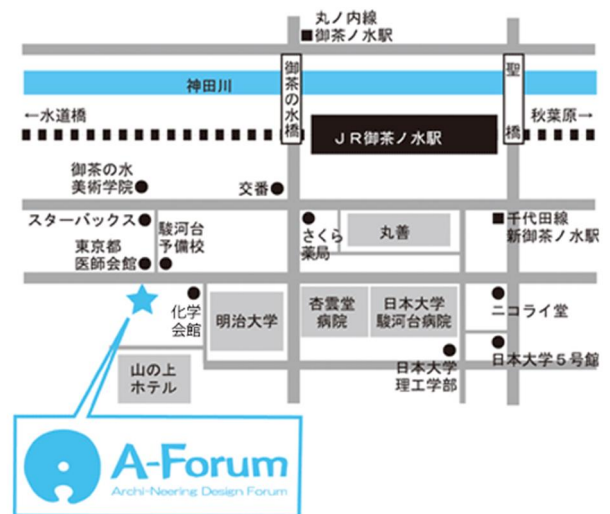 丸ノ内線
■御茶ノ水駅
御茶の水橋
聖橋
神田川
←水道橋
秋葉原→
JR御茶ノ水駅
御茶の水
美術学院
交番
スターバックス
駿河台
予備校
東京都
医師会館
さくら
薬局
丸善
■千代田線
新御茶ノ水駅
化学
会館
明治大学
杏雲堂
病院
日本大学
駿河台病院
ニコライ堂
日本大学5号館
日本大学
理工学部
山の上
ホテル
A-Forum
Archi-Neering Design Forum